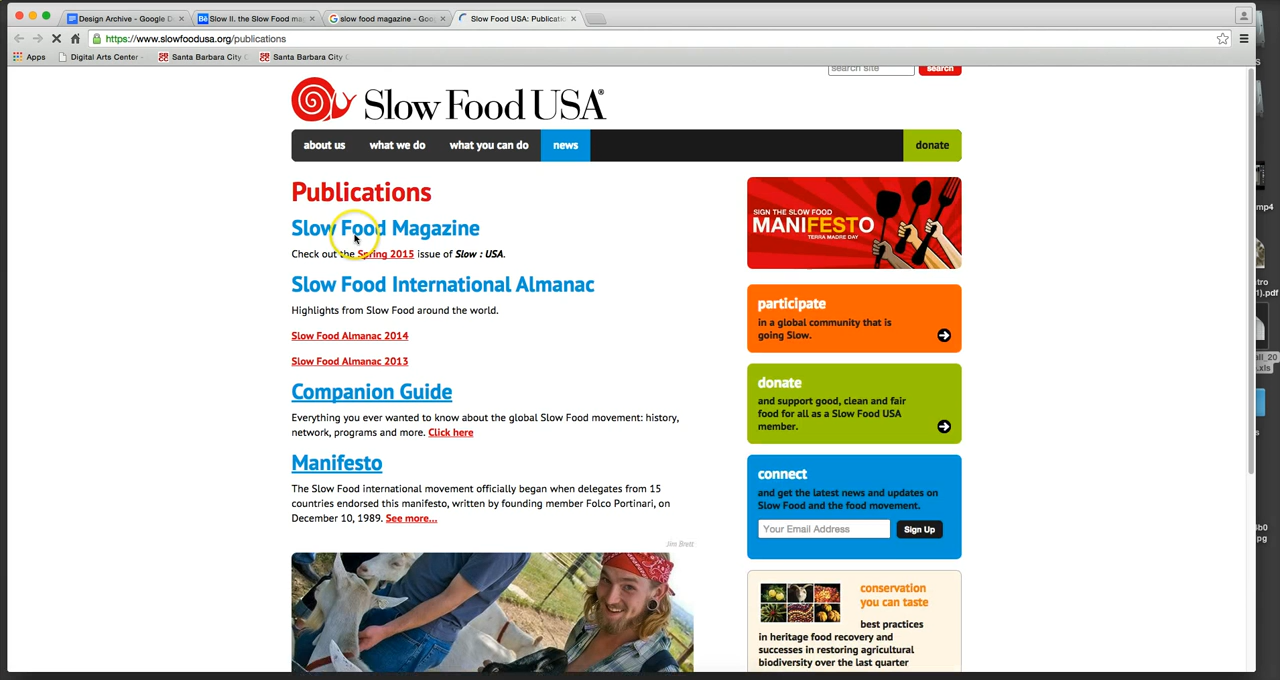 Design Archive - Google D
Slow II, the Slow Food ma
slow food magazine - Goo
Slow Food USA: Publicati
https://www.slowfoodusa.org/publications
Apps
Digital Arts Center -
Santa Barbara City
Santa Barbara City
search site
search
Slow Food USA®
about us
what we do
what you can do
news
donate
Publications
Slow Food Magazine
Check out the Spring 2015 issue of Slow : USA.
Slow Food International Almanac
Highlights from Slow Food around the world.
Slow Food Almanac 2014
Slow Food Almanac 2013
Companion Guide
Everything you ever wanted to know about the global Slow Food movement: history,
network, programs and more. Click here
Manifesto
The Slow Food international movement officially began when delegates from 15
countries endorsed this manifesto, written by founding member Folco Portinari, on
December 10, 1989. See more...
Jim Brett
SIGN THE SLOW FOOD
MANIFESTO
TERRA MADRE DAY
participate
in a global community that is
going Slow.
donate
and support good, clean and fair
food for all as a Slow Food USA
member.
connect
and get the latest news and updates on
Slow Food and the food movement.
Your Email Address
Sign Up
conservation
you can taste
best practices
in heritage food recovery and
successes in restoring agricultural
biodiversity over the last quarter
mp4
.pdf
.xls